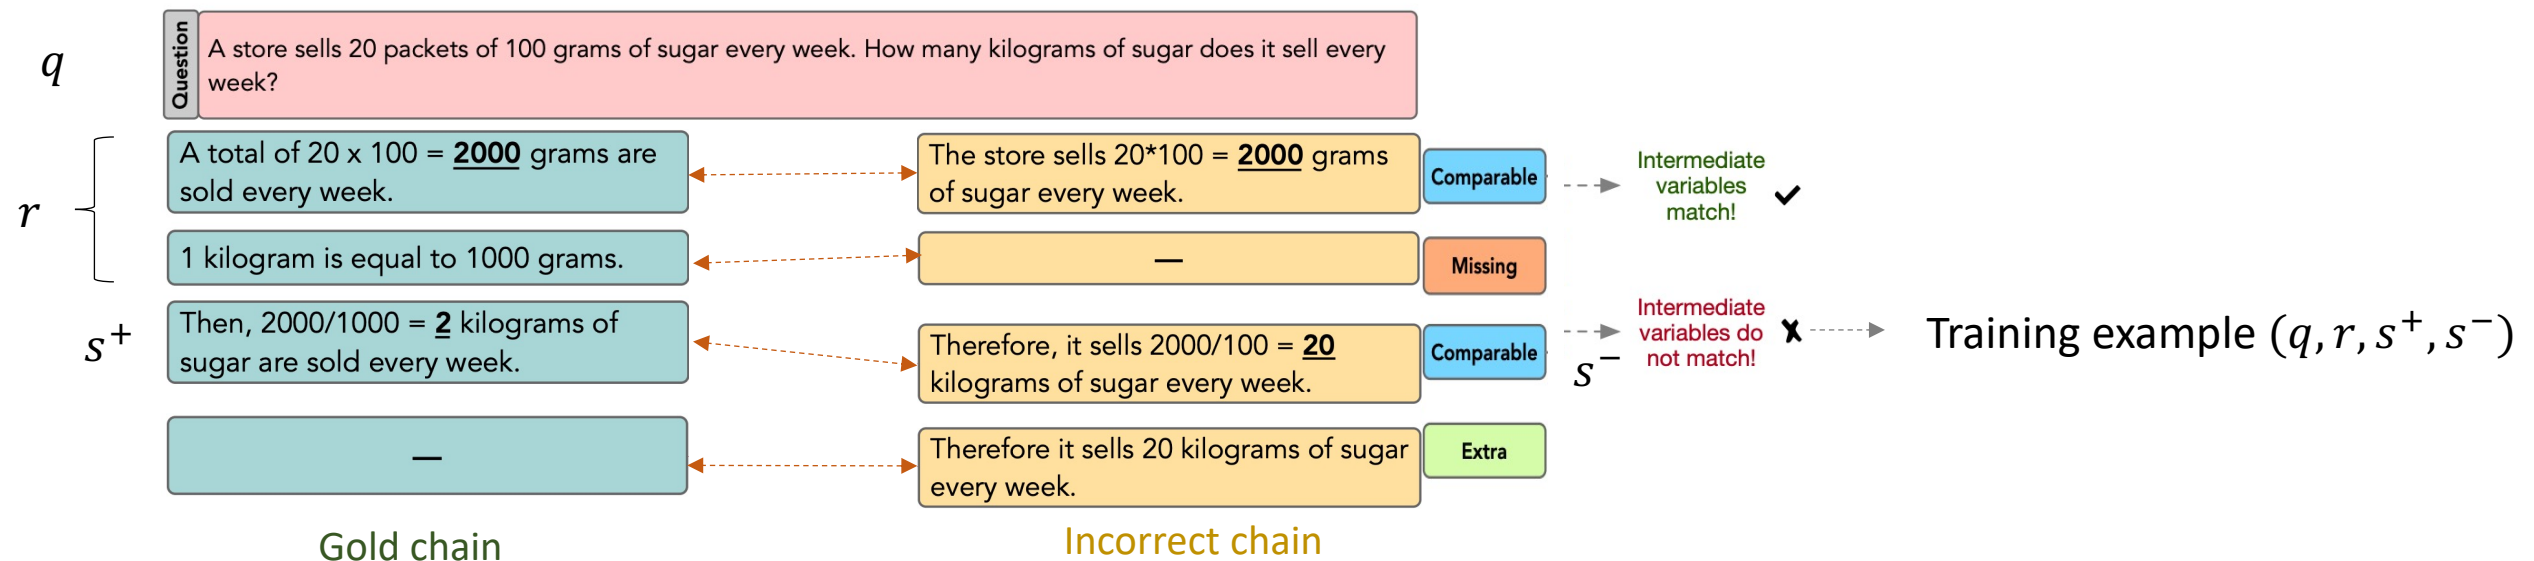 q
Question
A store sells 20 packets of 100 grams of sugar every week. How many kilograms of sugar does it sell every
week?
r
A total of 20 x 100 = 2000 grams are
sold every week.
The store sells 20*100 = 2000 grams
of sugar every week.
Comparable
Intermediate
variables
match!
✔
1 kilogram is equal to 1000 grams.
—
Missing
s⁺
Then, 2000/1000 = 2 kilograms of
sugar are sold every week.
Therefore, it sells 2000/100 = 20
kilograms of sugar every week.
Comparable
s⁻
Intermediate
variables do
not match!
✘
Training example (q, r, s⁺, s⁻)
—
Therefore it sells 20 kilograms of sugar
every week.
Extra
Gold chain
Incorrect chain